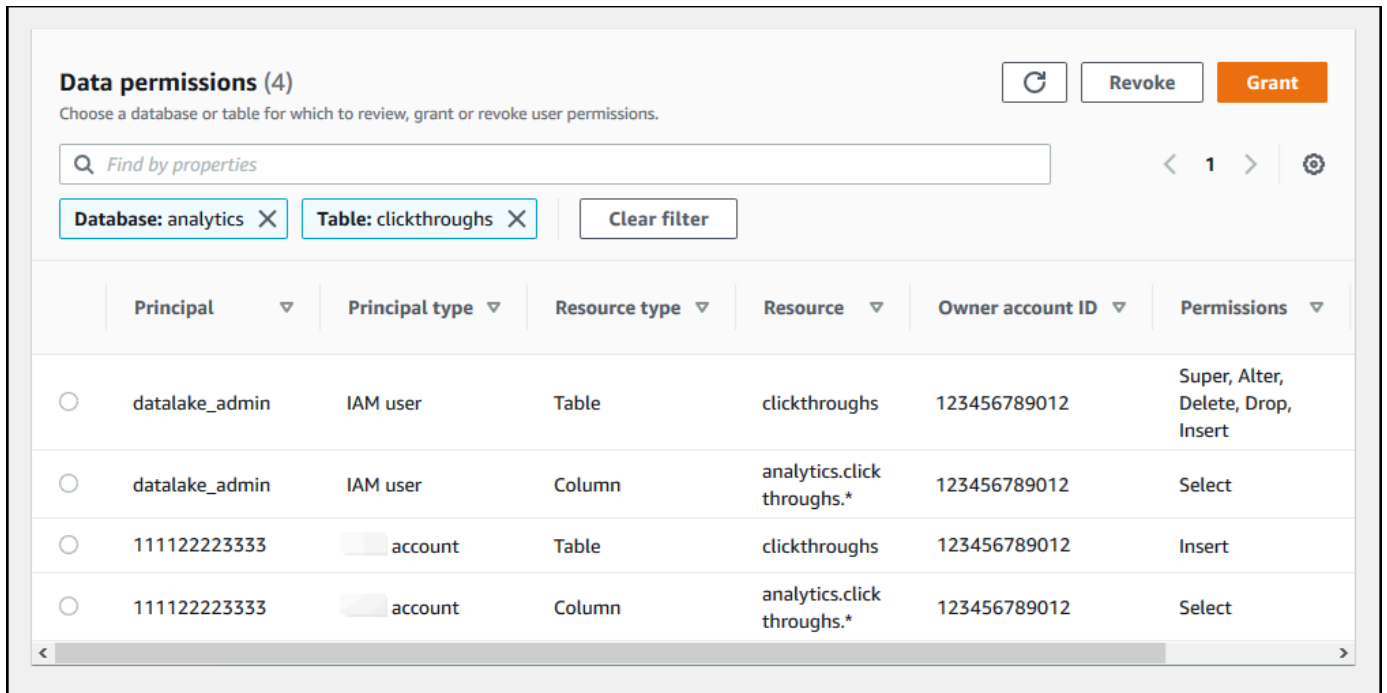 Data permissions (4)
Revoke
Grant
Choose a database or table for which to review, grant or revoke user permissions.
Find by properties
1
Database: analytics
Table: clickthroughs
Clear filter
Principal Principal type Resource type Resource Owner account ID Permissions
datalake_admin IAM user Table clickthroughs 123456789012 Super, Alter,
Delete, Drop,
Insert
datalake_admin IAM user Column analytics.click 123456789012 Select
throughs.*
111122223333 account Table clickthroughs 123456789012 Insert
111122223333 account Column analytics.click 123456789012 Select
throughs.*